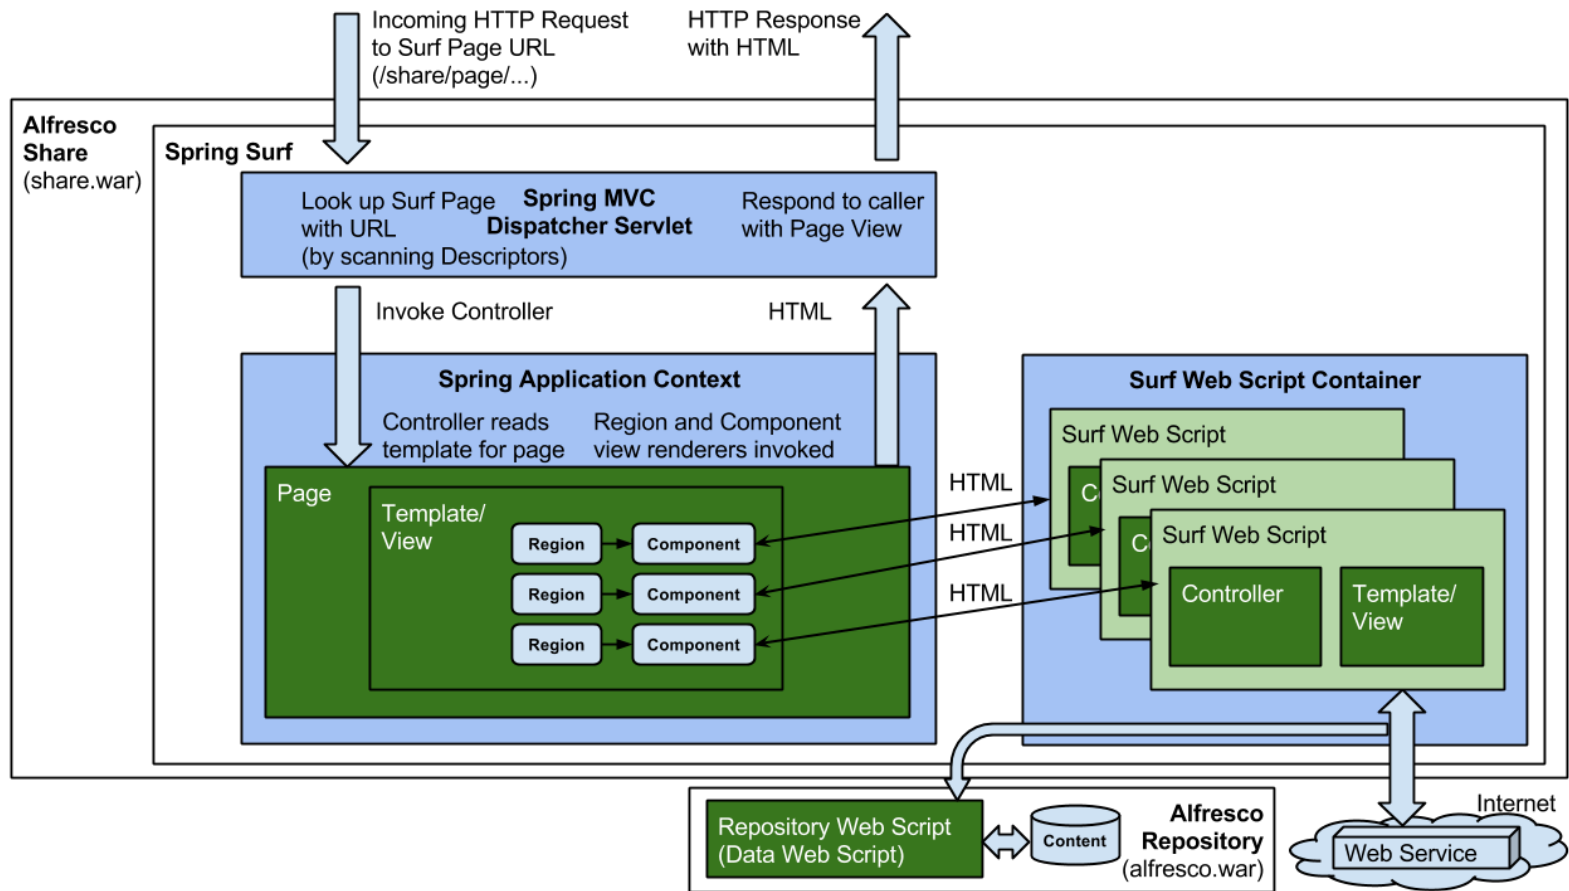 Incoming HTTP Request
to Surf Page URL
(/share/page/...)
HTTP Response
with HTML
Alfresco
Share
(share.war)
Spring Surf
Look up Surf Page
with URL
(by scanning Descriptors)
Spring MVC
Dispatcher Servlet
Respond to caller
with Page View
Invoke Controller
HTML
Spring Application Context
Controller reads
template for page
Region and Component
view renderers invoked
Page
Template/
View
Region
Component
Region
Component
Region
Component
HTML
HTML
HTML
Surf Web Script Container
Surf Web Script
C
Surf Web Script
C
Surf Web Script
Controller
Template/
View
Repository Web Script
(Data Web Script)
Content
Alfresco
Repository
(alfresco.war)
Internet
Web Service